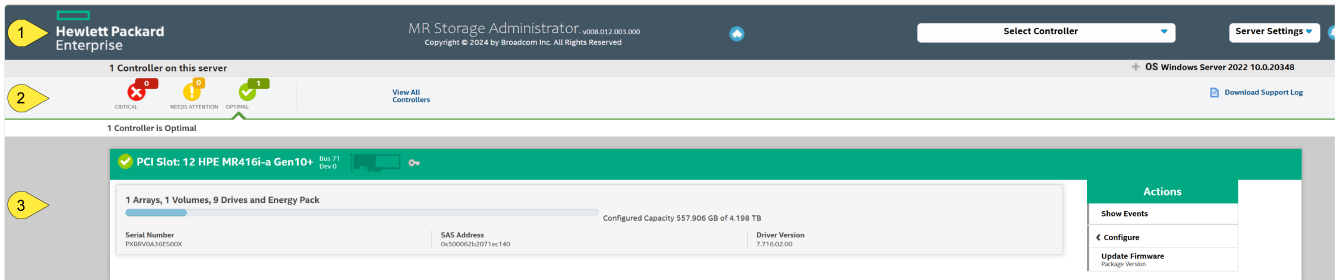 1
Hewlett Packard
Enterprise
MR Storage Administrator. v008.012.003.000
Copyright © 2024 by Broadcom Inc. All Rights Reserved
Select Controller
Server Settings
1 Controller on this server
OS Windows Server 2022 10.0.20348
2
0
CRITICAL
0
NEEDS ATTENTION
1
OPTIMAL
View All
Controllers
Download Support Log
1 Controller is Optimal
3
PCI Slot: 12 HPE MR416i-a Gen10+
Bus 71
Dev 0
1 Arrays, 1 Volumes, 9 Drives and Energy Pack
Configured Capacity 557.906 GB of 4.198 TB
Serial Number
PXBRV0A36ES00X
SAS Address
0x500062b2071ec140
Driver Version
7.716.02.00
Actions
Show Events
Configure
Update Firmware
Package Version